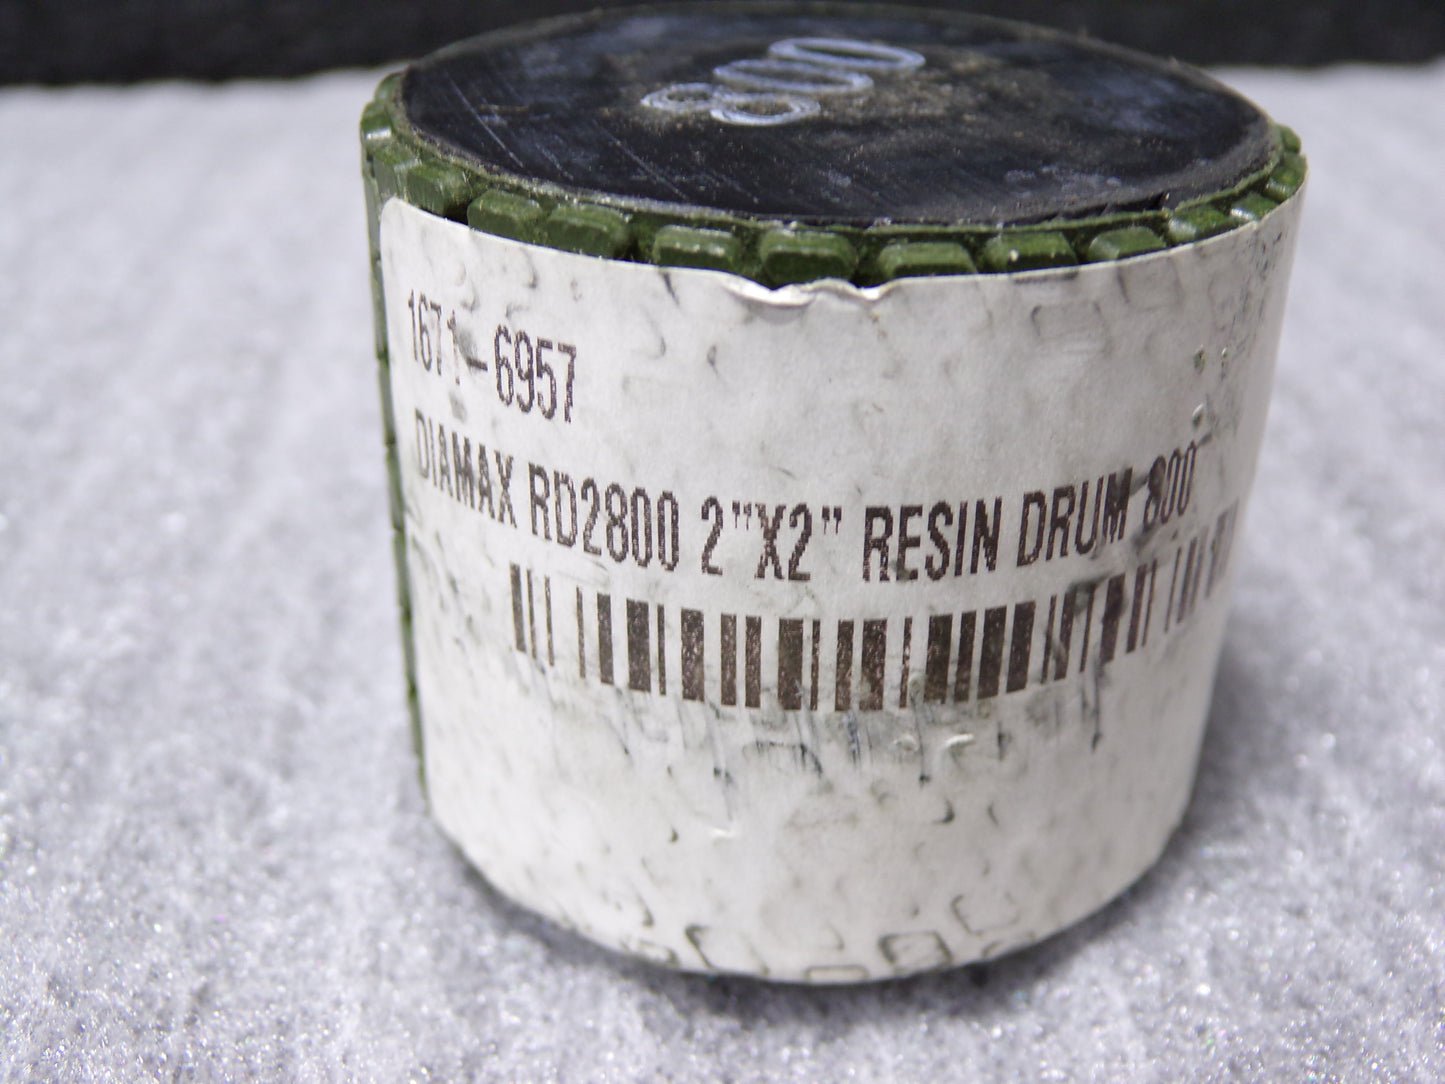 800
1671-6957
DIAMAX RD2800 2"X2" RESIN DRUM 800